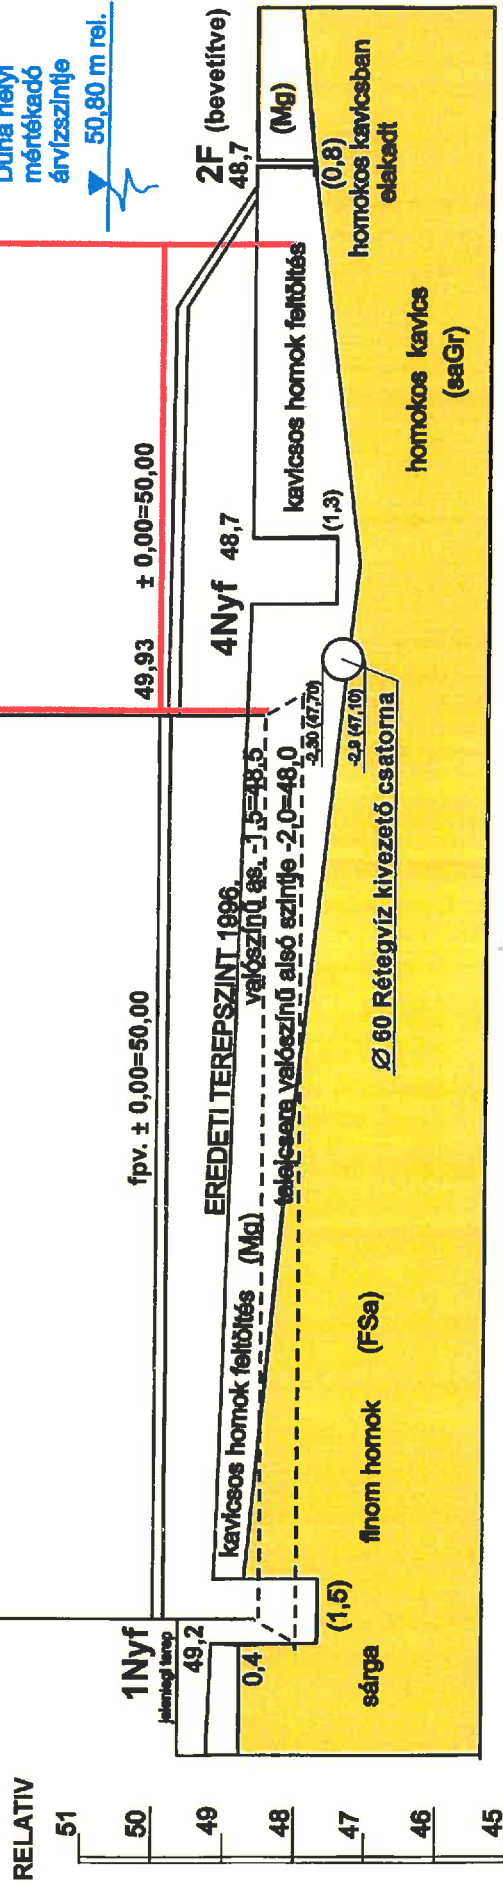 RELATIV
51
50
49
48
47
46
45
1Nyf
jelenlegi terep
49,2
0,4
(1,5)
sárga
finom homok (FSa)
kavicsos homok feltöltés (Mg)
fpv. ± 0,00=50,00
EREDETI TEREPSZINT 1996.
valószínű as. -1,5=48,5
talajcsere valószínű alsó szintje -2,0=48,0
-2,30 (47,70)
-2,9 (47,10)
Ø 60 Rétegvíz kivezető csatorna
49,93
± 0,00=50,00
4Nyf 48,7
(1,3)
kavicsos homok feltöltés
homokos kavics
(saGr)
2F (bevetítve)
48,7
(Mg)
(0,8)
homokos kavicsban
elakadt
Duna helyi
mértékadó
árvízszintje
50,80 m rel.